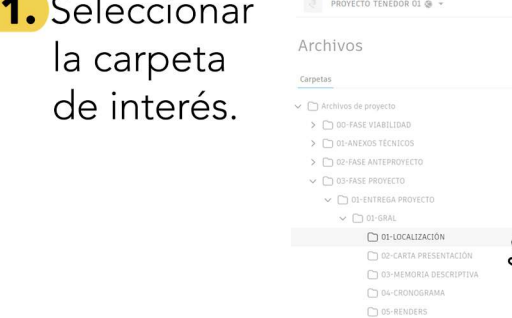 1. Seleccionar
la carpeta
de interés.
PROYECTO TENEDOR 01
Archivos
Carpetas
Archivos de proyecto
00-FASE VIABILIDAD
01-ANEXOS TÉCNICOS
02-FASE ANTEPROYECTO
03-FASE PROYECTO
01-ENTREGA PROYECTO
01-GRAL
01-LOCALIZACIÓN
02-CARTA PRESENTACIÓN
03-MEMORIA DESCRIPTIVA
04-CRONOGRAMA
05-RENDERS